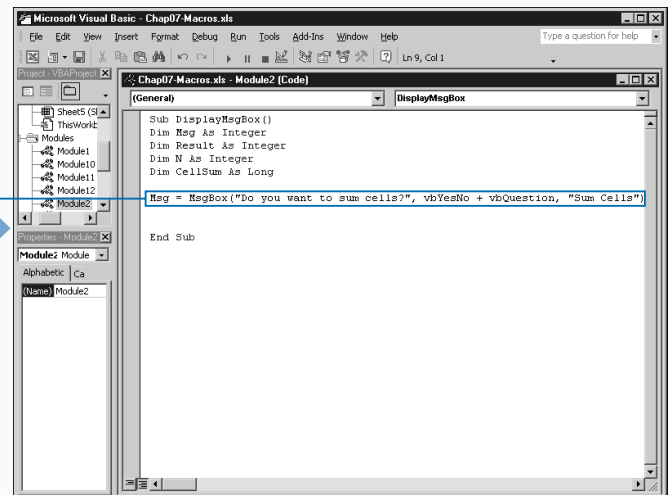 Microsoft Visual Basic - Chap07-Macros.xls
File Edit View Insert Format Debug Run Tools Add-Ins Window Help
Type a question for help
Ln 9, Col 1
Project - VBAProject
Sheet5 (Sl
ThisWorkb
Modules
Module1
Module10
Module11
Module12
Module2
Properties - Module2
Module2 Module
Alphabetic Ca
(Name) Module2
Chap07-Macros.xls - Module2 (Code)
(General) DisplayMsgBox
Sub DisplayMsgBox()
Dim Msg As Integer
Dim Result As Integer
Dim N As Integer
Dim CellSum As Long
Msg = MsgBox("Do you want to sum cells?", vbYesNo + vbQuestion, "Sum Cells")
End Sub